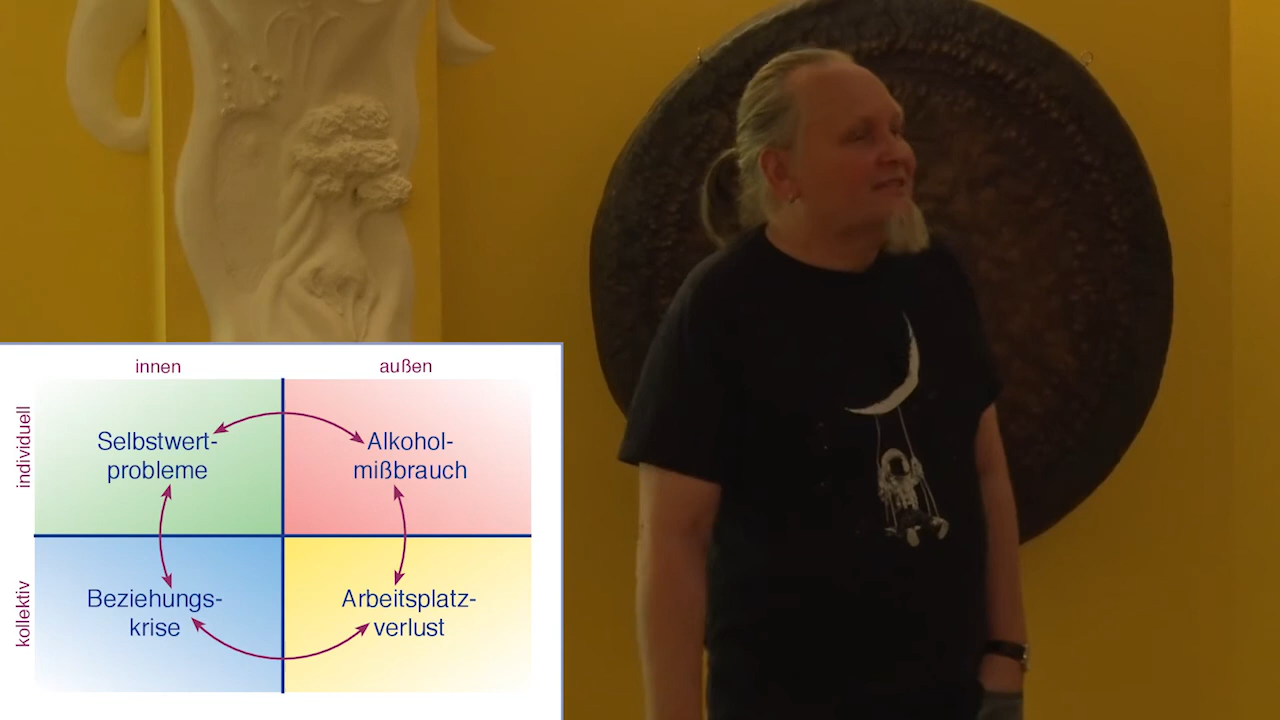 innen
außen
individuell
Selbstwert-
probleme
Alkohol-
mißbrauch
kollektiv
Beziehungs-
krise
Arbeitsplatz-
verlust